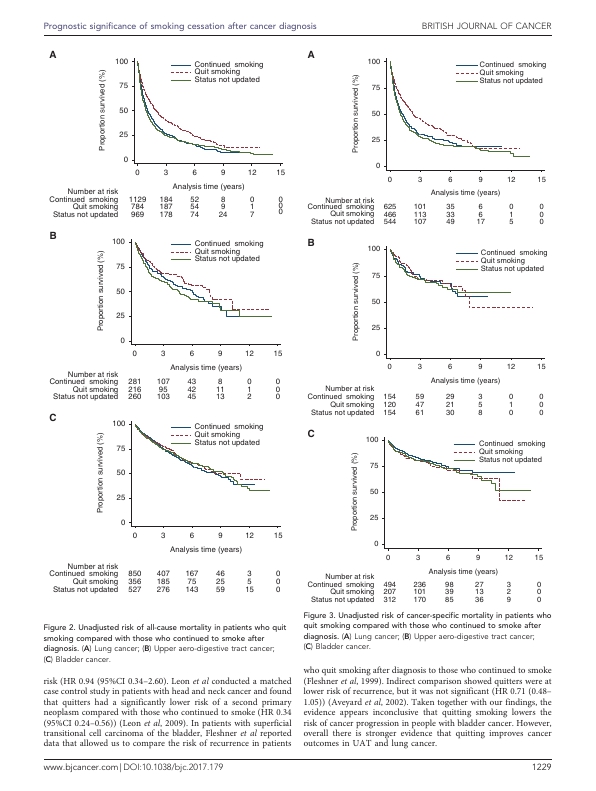 Prognostic significance of smoking cessation after cancer diagnosis
BRITISH JOURNAL OF CANCER
A
Proportion survived (%)
100
75
50
25
0
Continued smoking
Quit smoking
Status not updated
0 3 6 9 12 15
Analysis time (years)
Number at risk
Continued smoking 1129 184 52 8 0 0
Quit smoking 784 187 54 9 1 0
Status not updated 969 178 74 24 7 0
B
Proportion survived (%)
100
75
50
25
0
Continued smoking
Quit smoking
Status not updated
0 3 6 9 12 15
Analysis time (years)
Number at risk
Continued smoking 281 107 43 8 0 0
Quit smoking 216 95 42 11 1 0
Status not updated 260 103 45 13 2 0
C
Proportion survived (%)
100
75
50
25
0
Continued smoking
Quit smoking
Status not updated
0 3 6 9 12 15
Analysis time (years)
Number at risk
Continued smoking 850 407 167 46 3 0
Quit smoking 356 185 75 25 5 0
Status not updated 527 276 143 59 15 0
Figure 2. Unadjusted risk of all-cause mortality in patients who quit
smoking compared with those who continued to smoke after
diagnosis. (A) Lung cancer; (B) Upper aero-digestive tract cancer;
(C) Bladder cancer.
risk (HR 0.94 (95%CI 0.34–2.60). Leon et al conducted a matched
case control study in patients with head and neck cancer and found
that quitters had a significantly lower risk of a second primary
neoplasm compared with those who continued to smoke (HR 0.34
(95%CI 0.24–0.56)) (Leon et al, 2009). In patients with superficial
transitional cell carcinoma of the bladder, Fleshner et al reported
data that allowed us to compare the risk of recurrence in patients
A
Proportion survived (%)
100
75
50
25
0
Continued smoking
Quit smoking
Status not updated
0 3 6 9 12 15
Analysis time (years)
Number at risk
Continued smoking 625 101 35 6 0 0
Quit smoking 466 113 33 6 1 0
Status not updated 544 107 49 17 5 0
B
Proportion survived (%)
100
75
50
25
0
Continued smoking
Quit smoking
Status not updated
0 3 6 9 12 15
Analysis time (years)
Number at risk
Continued smoking 154 59 29 3 0 0
Quit smoking 120 47 21 5 1 0
Status not updated 154 61 30 8 0 0
C
Proportion survived (%)
100
75
50
25
0
Continued smoking
Quit smoking
Status not updated
0 3 6 9 12 15
Analysis time (years)
Number at risk
Continued smoking 494 236 98 27 3 0
Quit smoking 207 101 39 13 2 0
Status not updated 312 170 85 36 9 0
Figure 3. Unadjusted risk of cancer-specific mortality in patients who
quit smoking compared with those who continued to smoke after
diagnosis. (A) Lung cancer; (B) Upper aero-digestive tract cancer;
(C) Bladder cancer.
who quit smoking after diagnosis to those who continued to smoke
(Fleshner et al, 1999). Indirect comparison showed quitters were at
lower risk of recurrence, but it was not significant (HR 0.71 (0.48–
1.05)) (Aveyard et al, 2002). Taken together with our findings, the
evidence appears inconclusive that quitting smoking lowers the
risk of cancer progression in people with bladder cancer. However,
overall there is stronger evidence that quitting improves cancer
outcomes in UAT and lung cancer.
www.bjcancer.com | DOI:10.1038/bjc.2017.179
1229